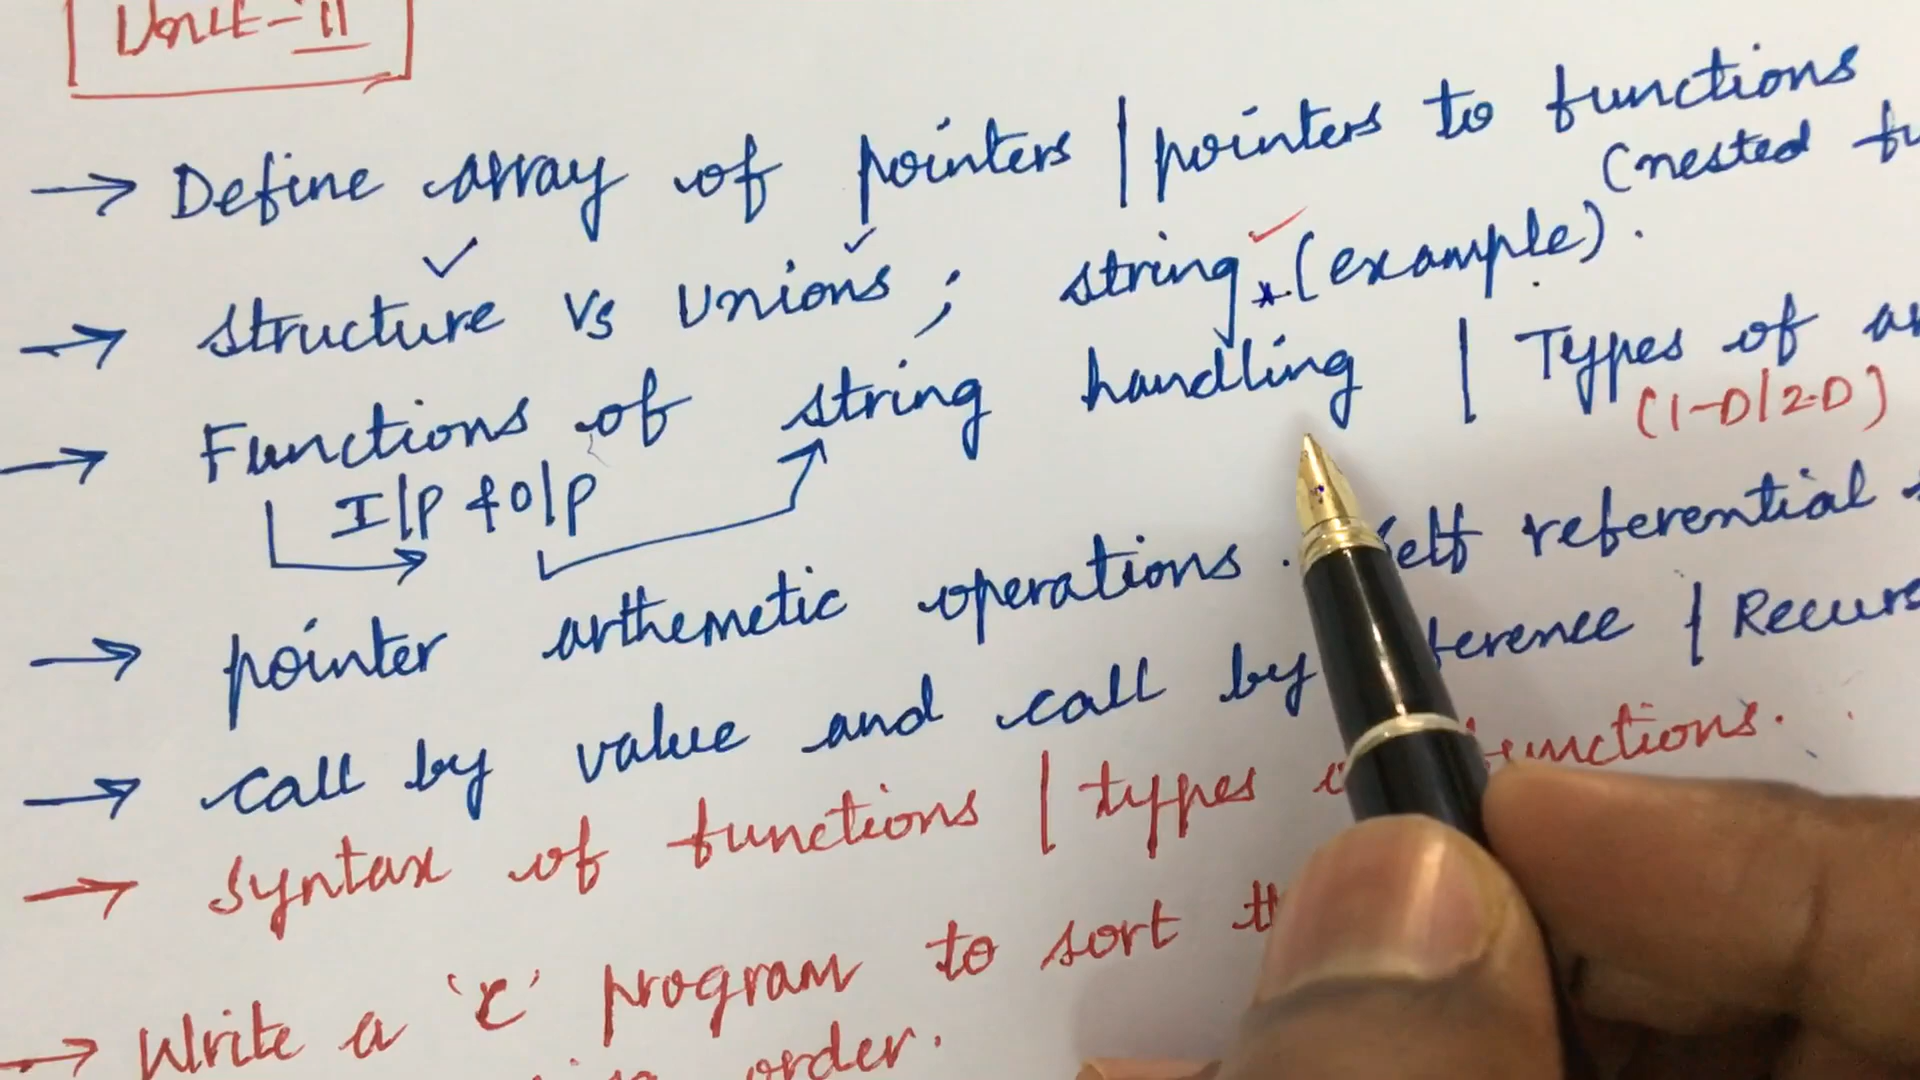 Unit-II
→ Define array of pointers | pointers to functions
(nested
→ structure vs Unions ; string * (example).
→ Functions of string handling | Types of
(1-D/2-D)
I/p & o/p
→ pointer arthemetic operations. self referential
→ call by value and call by | Recurs
→ syntax of functions | types functions.
→ Write a 'C' program to sort
order.